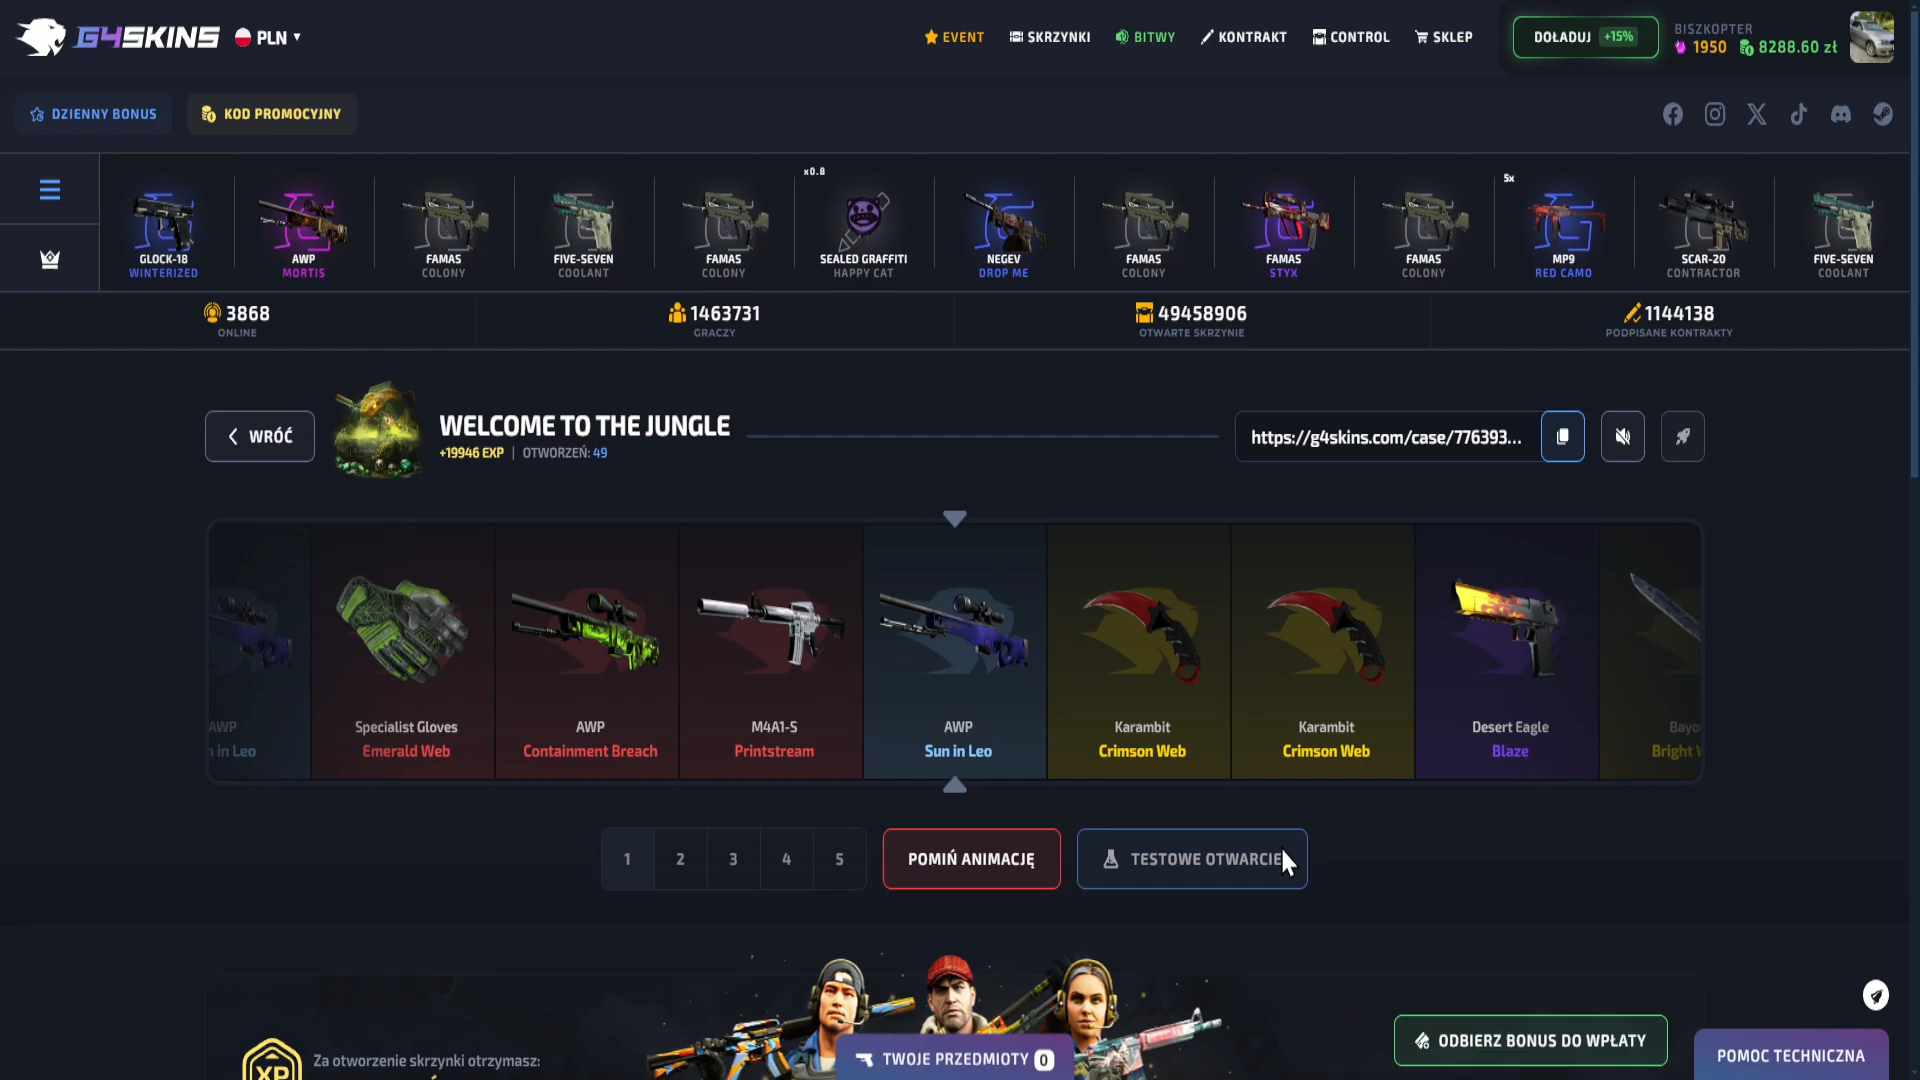 G4SKINS
PLN
EVENT
SKRZYNKI
BITWY
KONTRAKT
CONTROL
SKLEP
DOŁADUJ +15%
BISZKOPTER
1950 8288.60 zł
DZIENNY BONUS
KOD PROMOCYJNY
x0.8
5x
GLOCK-18
WINTERIZED
AWP
MORTIS
FAMAS
COLONY
FIVE-SEVEN
COOLANT
FAMAS
COLONY
SEALED GRAFFITI
HAPPY CAT
NEGEV
DROP ME
FAMAS
COLONY
FAMAS
STYX
FAMAS
COLONY
MP9
RED CAMO
SCAR-20
CONTRACTOR
FIVE-SEVEN
COOLANT
3868
ONLINE
1463731
GRACZY
49458906
OTWARTE SKRZYNIE
1144138
PODPISANE KONTRAKTY
WRÓĆ
WELCOME TO THE JUNGLE
+19946 EXP | OTWORZEŃ: 49
https://g4skins.com/case/776393...
AWP
n in Leo
Specialist Gloves
Emerald Web
AWP
Containment Breach
M4A1-S
Printstream
AWP
Sun in Leo
Karambit
Crimson Web
Karambit
Crimson Web
Desert Eagle
Blaze
Bayo
Bright W
1 2 3 4 5
POMIŃ ANIMACJĘ
TESTOWE OTWARCIE
XP
Za otworzenie skrzynki otrzymasz:
TWOJE PRZEDMIOTY 0
ODBIERZ BONUS DO WPŁATY
POMOC TECHNICZNA